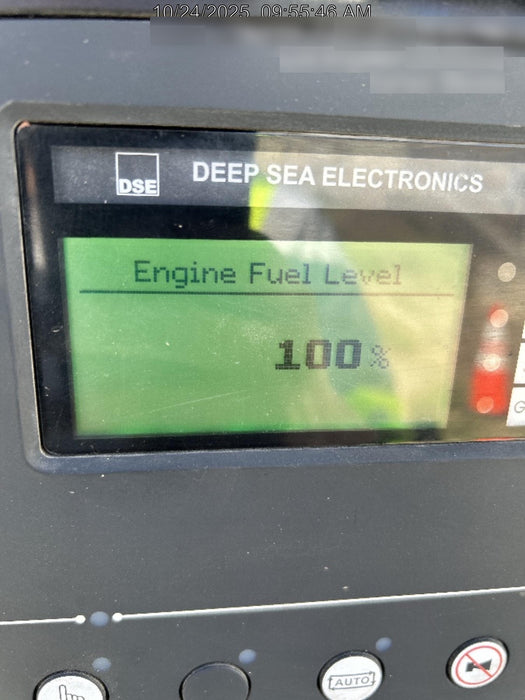 10/24/2025 09:55:46 AM
DSE
DEEP SEA ELECTRONICS
Engine Fuel Level
100%
G
AUTO